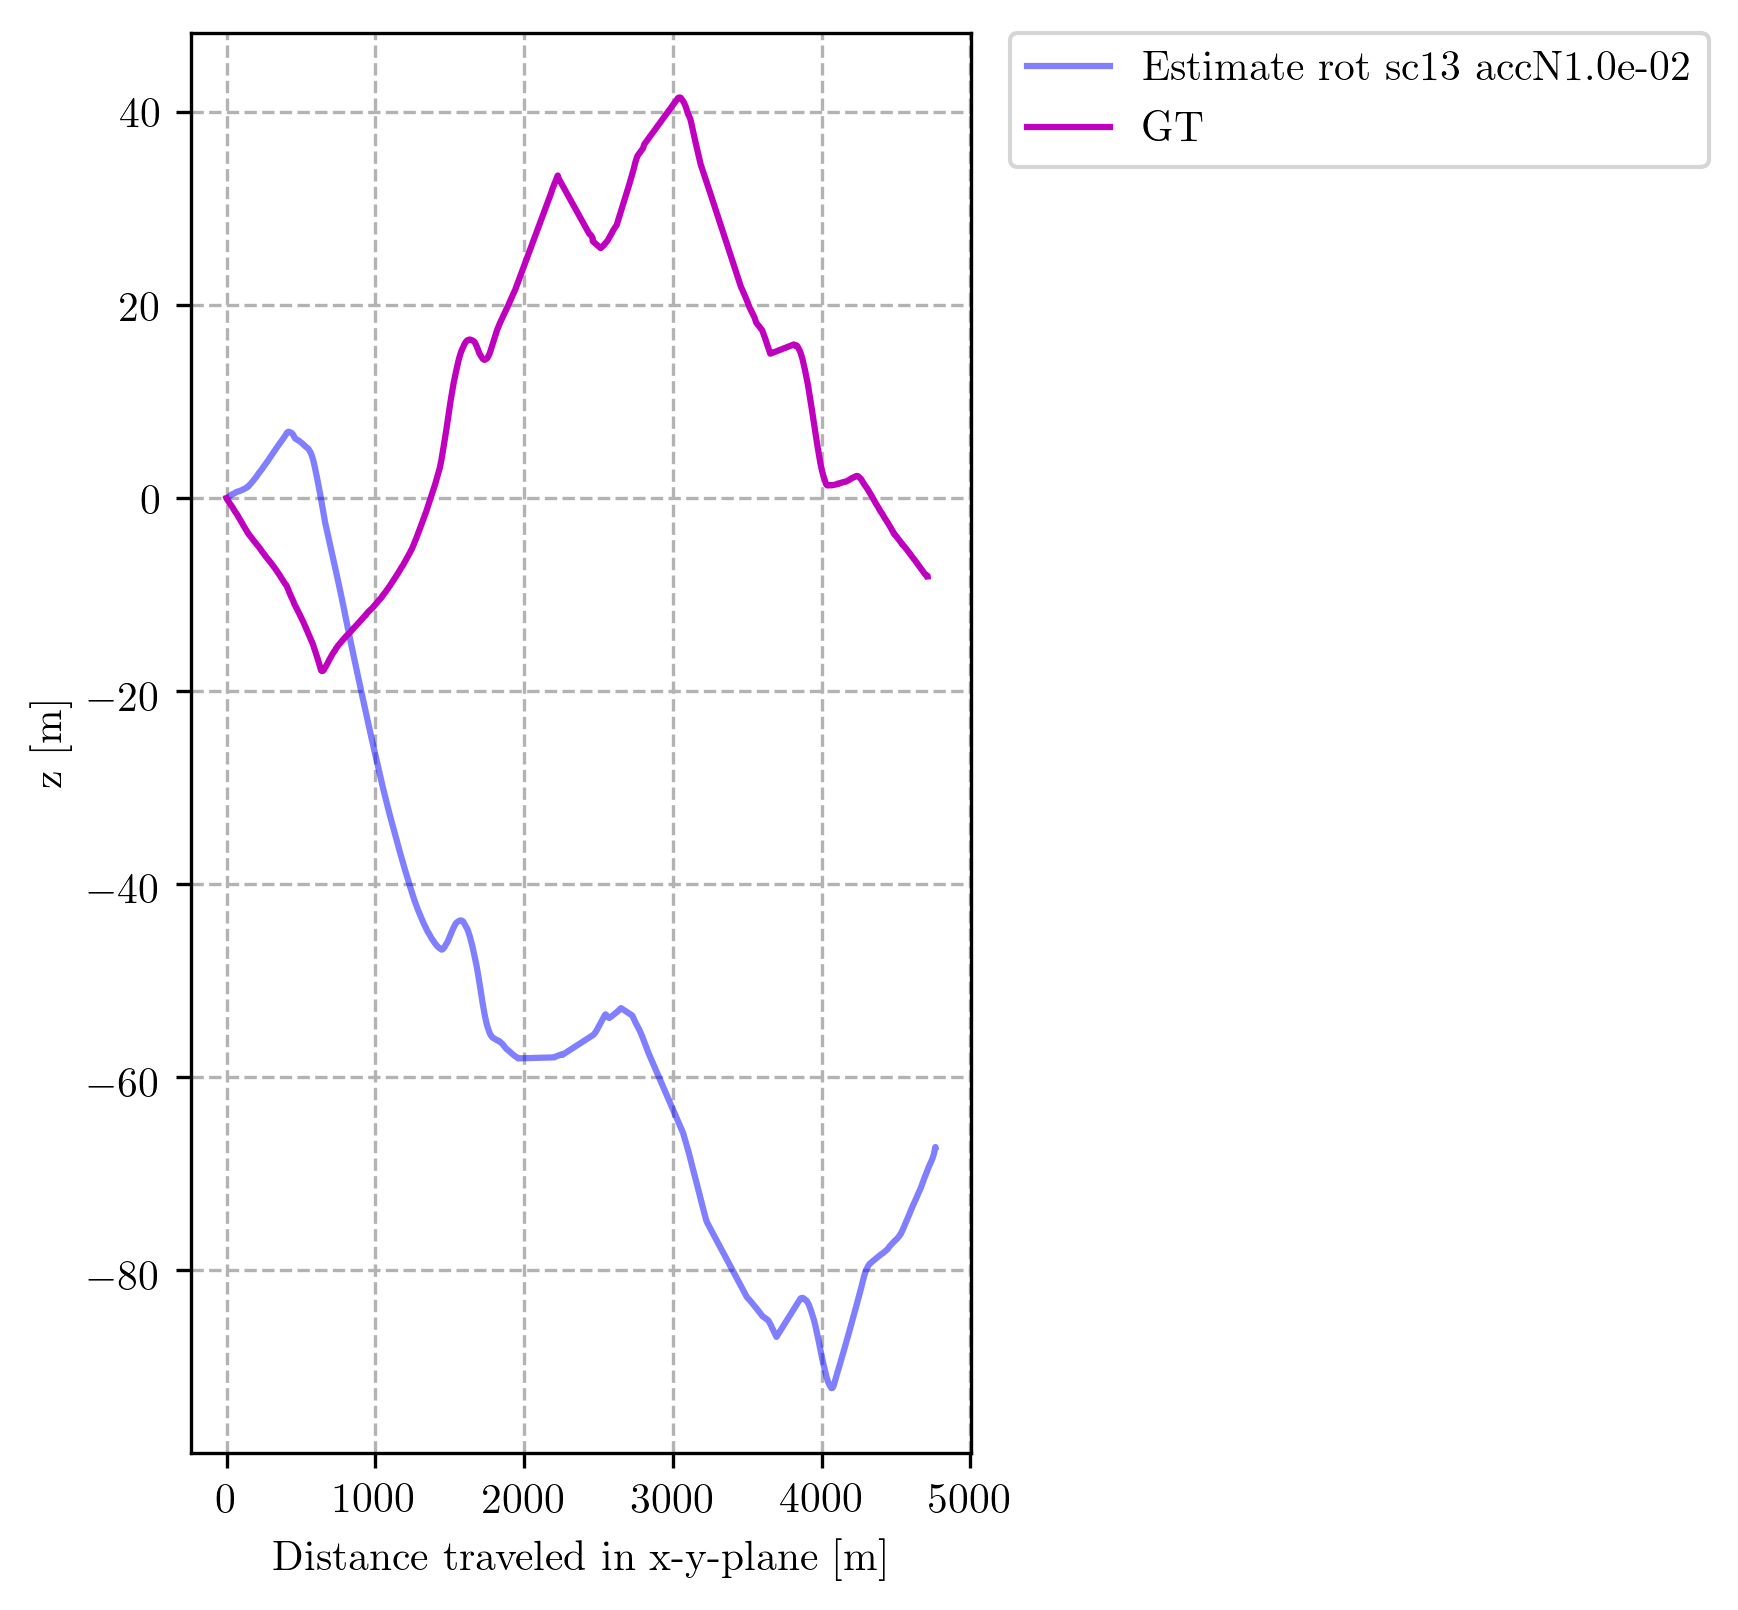 Estimate rot sc13 accN1.0e-02
GT
40
20
0
−20
−40
−60
−80
z [m]
0 1000 2000 3000 4000 5000
Distance traveled in x-y-plane [m]